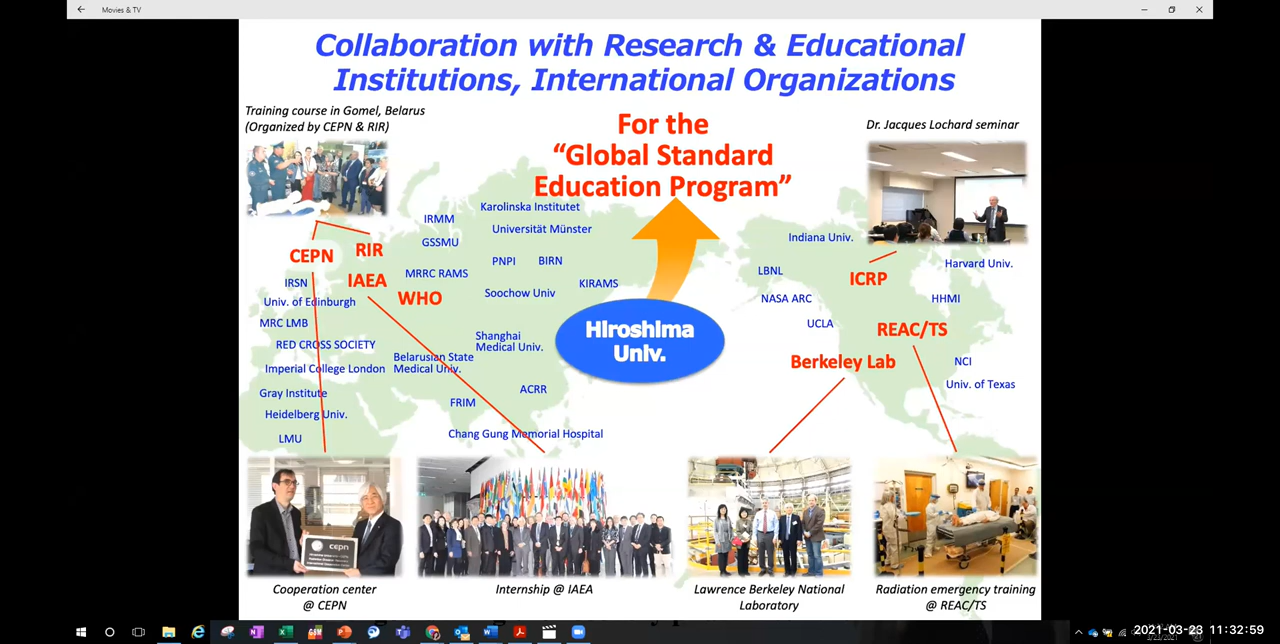 Movies & TV
Collaboration with Research & Educational
Institutions, International Organizations
Training course in Gomel, Belarus
(Organized by CEPN & RIR)
For the
“Global Standard
Education Program”
Dr. Jacques Lochard seminar
Karolinska Institutet
IRMM
Universität Münster
GSSMU
Indiana Univ.
CEPN
RIR
PNPI
BIRN
LBNL
ICRP
Harvard Univ.
IRSN
IAEA
MRRC RAMS
KIRAMS
WHO
Soochow Univ
NASA ARC
HHMI
Univ. of Edinburgh
MRC LMB
UCLA
REAC/TS
Hiroshima
Univ.
RED CROSS SOCIETY
Shanghai
Medical Univ.
Belarusian State
Medical Univ.
Berkeley Lab
NCI
Imperial College London
Univ. of Texas
Gray Institute
ACRR
FRIM
Heidelberg Univ.
LMU
Chang Gung Memorial Hospital
cepn
Cooperation center
@ CEPN
Internship @ IAEA
Lawrence Berkeley National
Laboratory
Radiation emergency training
@ REAC/TS
2021-03-23 11:32:59